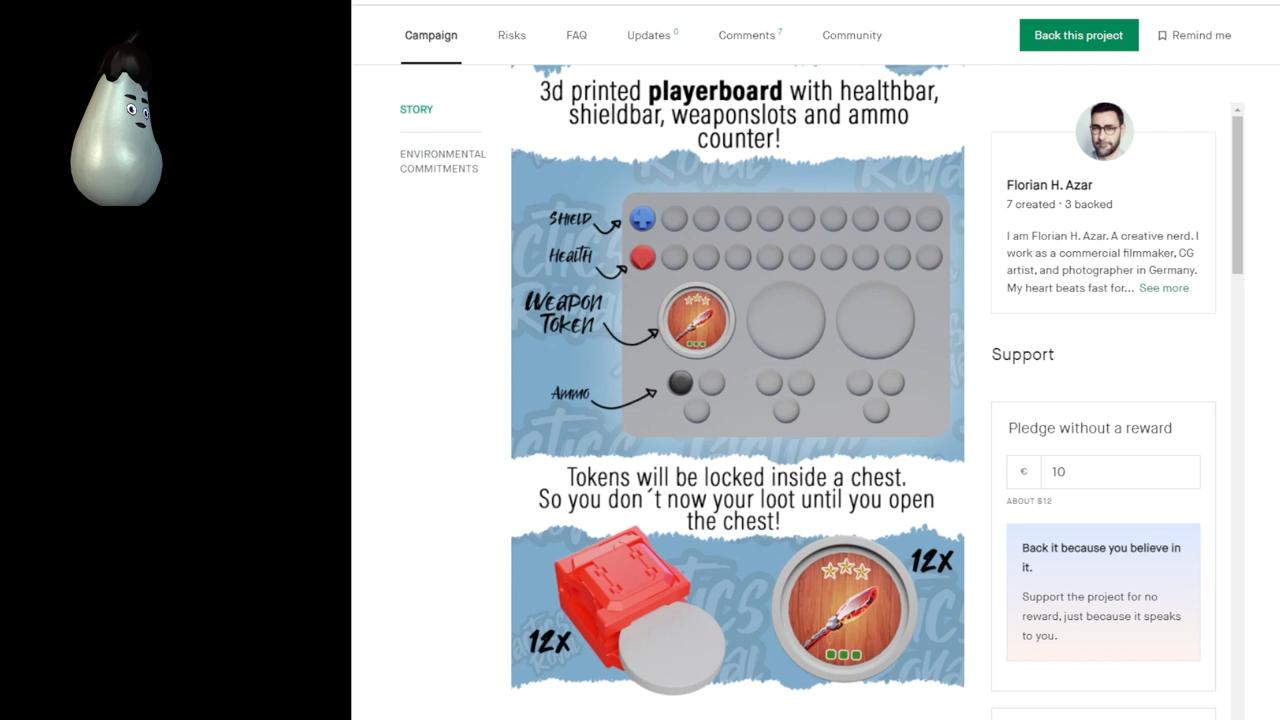 Campaign
Risks
FAQ
Updates 0
Comments 7
Community
Back this project
Remind me
STORY
ENVIRONMENTAL
COMMITMENTS
3d printed playerboard with healthbar,
shieldbar, weaponslots and ammo
counter!
SHIELD
HEALTH
WEAPON
TOKEN
AMMO
Tokens will be locked inside a chest.
So you don´t now your loot until you open
the chest!
12X
12X
Florian H. Azar
7 created · 3 backed
I am Florian H. Azar. A creative nerd. I
work as a commercial filmmaker, CG
artist, and photographer in Germany.
My heart beats fast for... See more
Support
Pledge without a reward
€ 10
ABOUT $12
Back it because you believe in
it.
Support the project for no
reward, just because it speaks
to you.